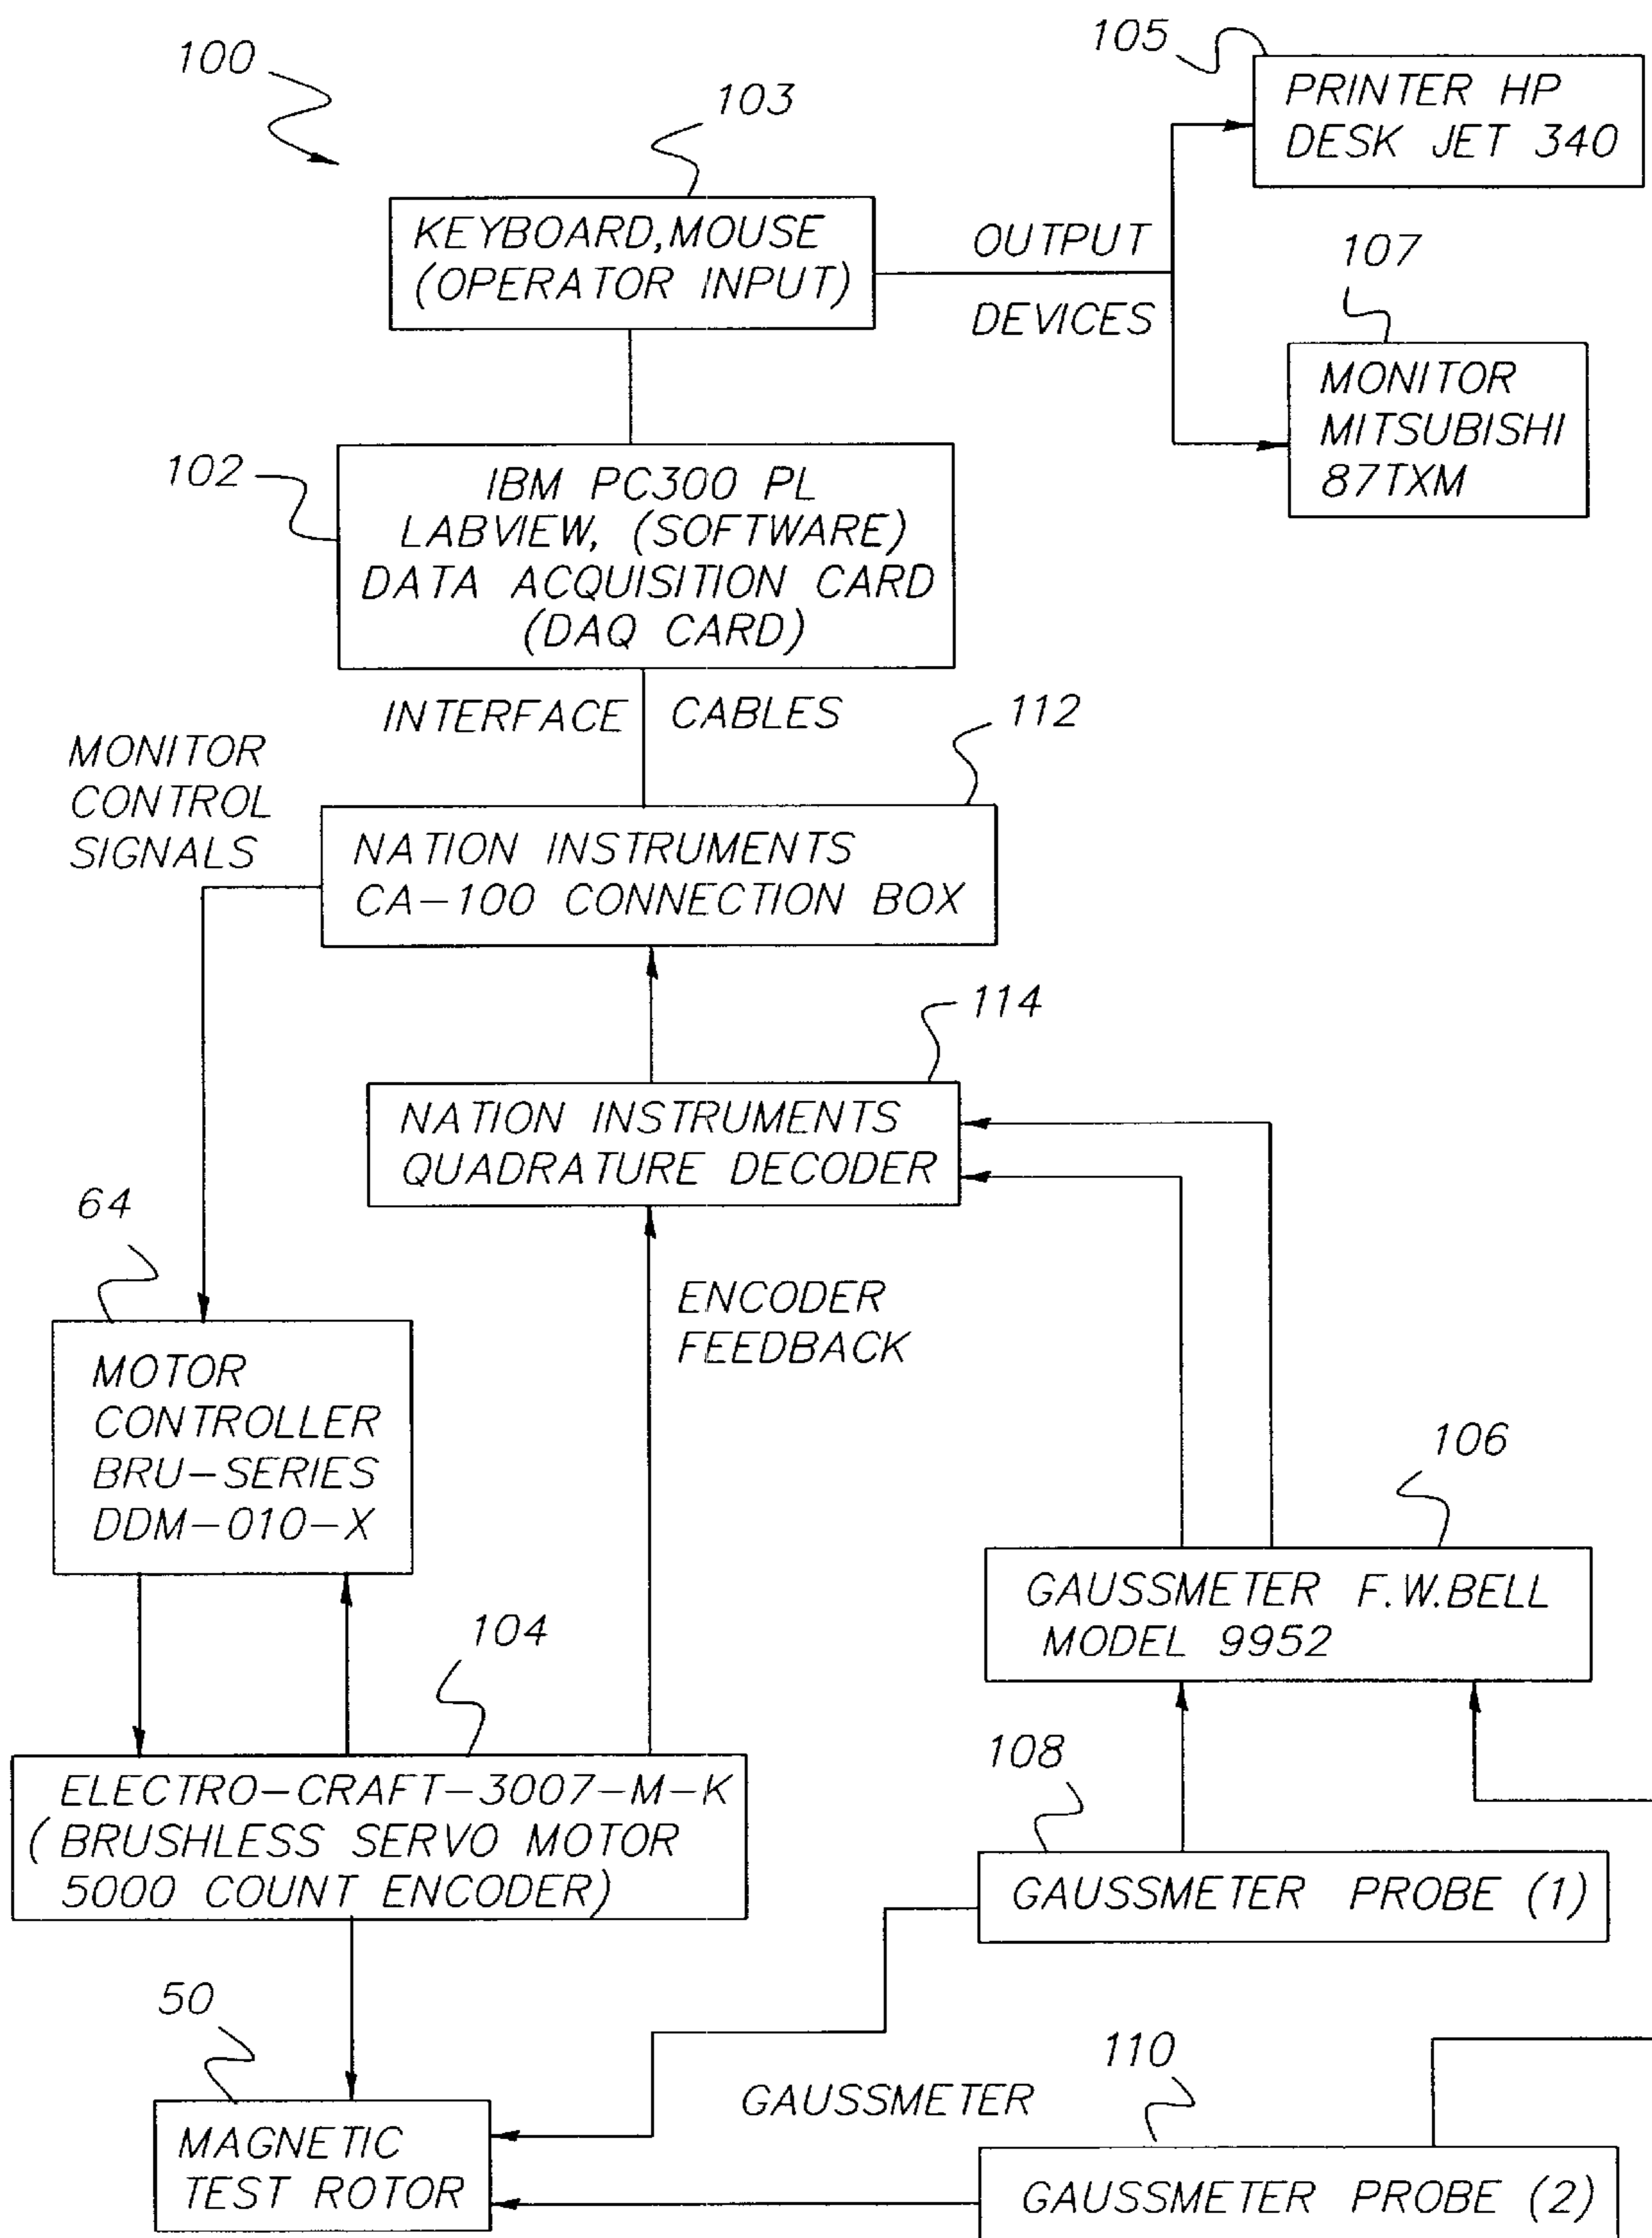 100
103
105
PRINTER HP
DESK JET 340
KEYBOARD, MOUSE
(OPERATOR INPUT)
OUTPUT
DEVICES
107
MONITOR
MITSUBISHI
87TXM
102
IBM PC300 PL
LABVIEW, (SOFTWARE)
DATA ACQUISITION CARD
(DAQ CARD)
INTERFACE CABLES
112
MONITOR
CONTROL
SIGNALS
NATION INSTRUMENTS
CA-100 CONNECTION BOX
114
NATION INSTRUMENTS
QUADRATURE DECODER
64
ENCODER
FEEDBACK
MOTOR
CONTROLLER
BRU-SERIES
DDM-010-X
106
GAUSSMETER F.W.BELL
MODEL 9952
104
ELECTRO-CRAFT-3007-M-K
(BRUSHLESS SERVO MOTOR
5000 COUNT ENCODER)
108
GAUSSMETER PROBE (1)
50
MAGNETIC
TEST ROTOR
GAUSSMETER
110
GAUSSMETER PROBE (2)